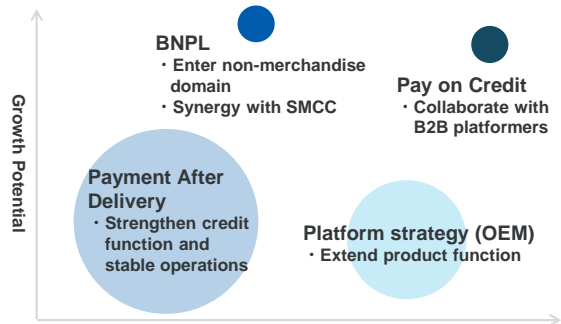 Growth Potential
BNPL
・Enter non-merchandise
domain
・Synergy with SMCC
Pay on Credit
・Collaborate with
B2B platformers
Payment After
Delivery
・Strengthen credit
function and
stable operations
Platform strategy (OEM)
・Extend product function